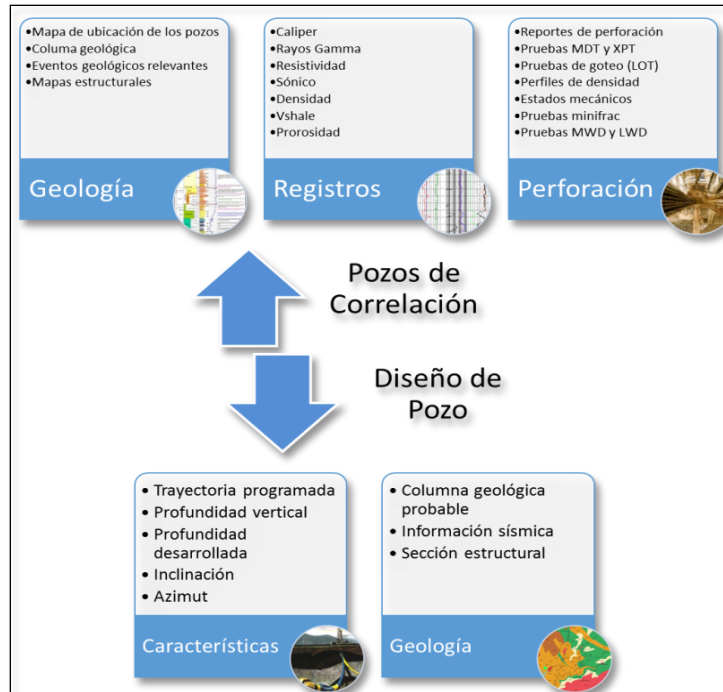 •Mapa de ubicación de los pozos
•Columa geológica
•Eventos geológicos relevantes
•Mapas estructurales
Geología
•Caliper
•Rayos Gamma
•Resistividad
•Sónico
•Densidad
•Vshale
•Prorosidad
Registros
•Reportes de perforación
•Pruebas MDT y XPT
•Pruebas de goteo (LOT)
•Perfiles de densidad
•Estados mecánicos
•Pruebas minifrac
•Pruebas MWD y LWD
Perforación
Pozos de
Correlación
Diseño de
Pozo
• Trayectoria programada
• Profundidad vertical
• Profundidad
desarrollada
• Inclinación
• Azimut
Características
• Columna geológica
probable
• Información sísmica
• Sección estructural
Geología